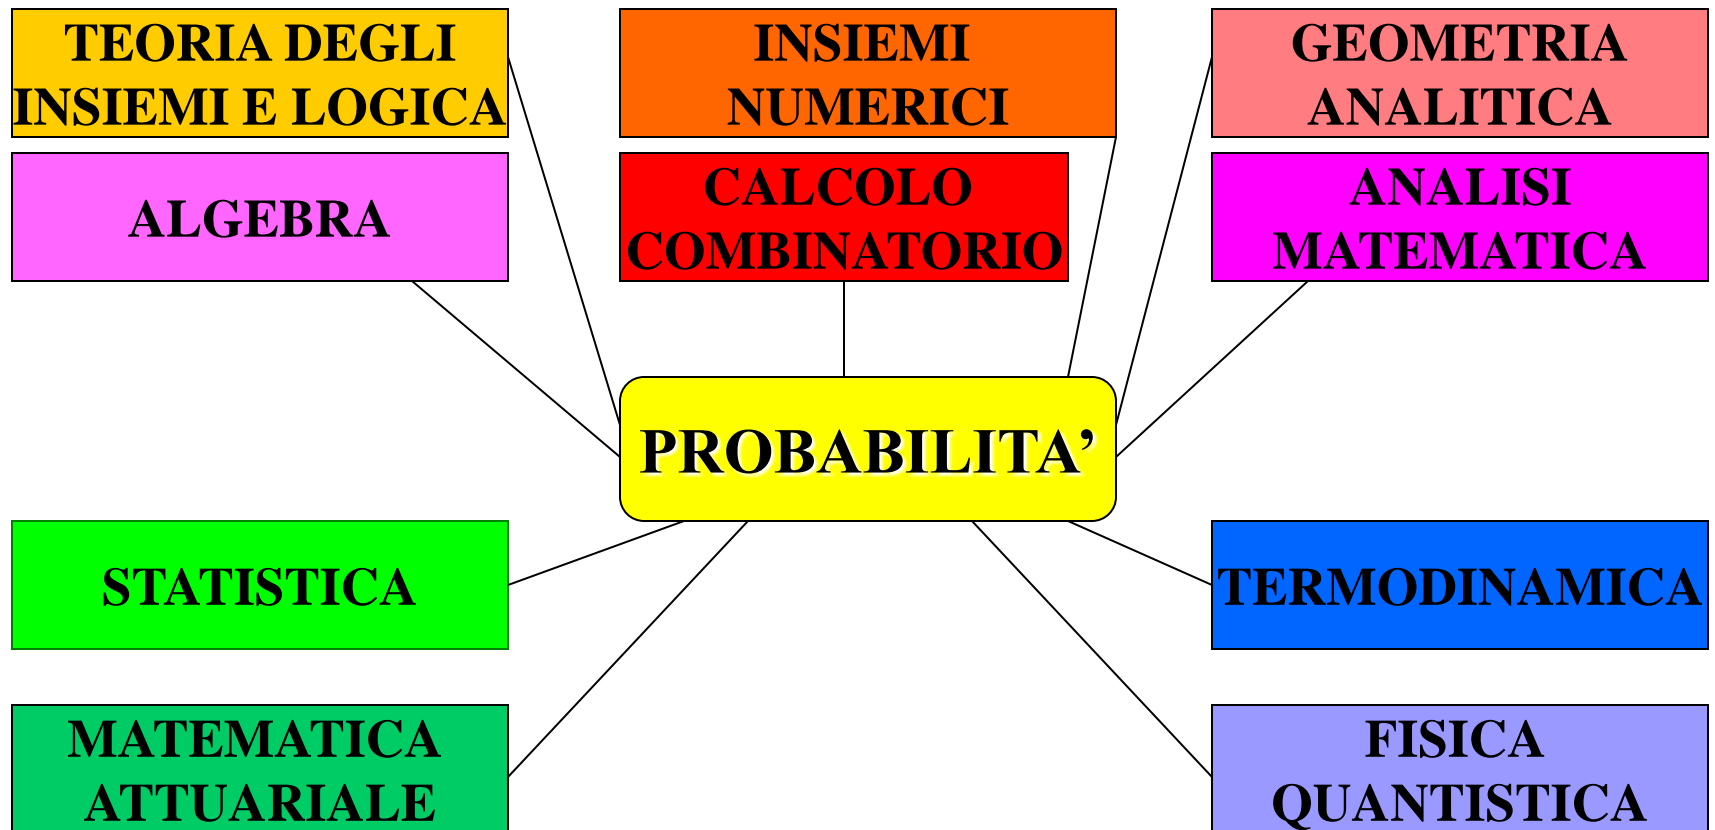 TEORIA DEGLI
INSIEMI E LOGICA
INSIEMI
NUMERICI
GEOMETRIA
ANALITICA
ALGEBRA
CALCOLO
COMBINATORIO
ANALISI
MATEMATICA
PROBABILITA’
STATISTICA
TERMODINAMICA
MATEMATICA
ATTUARIALE
FISICA
QUANTISTICA